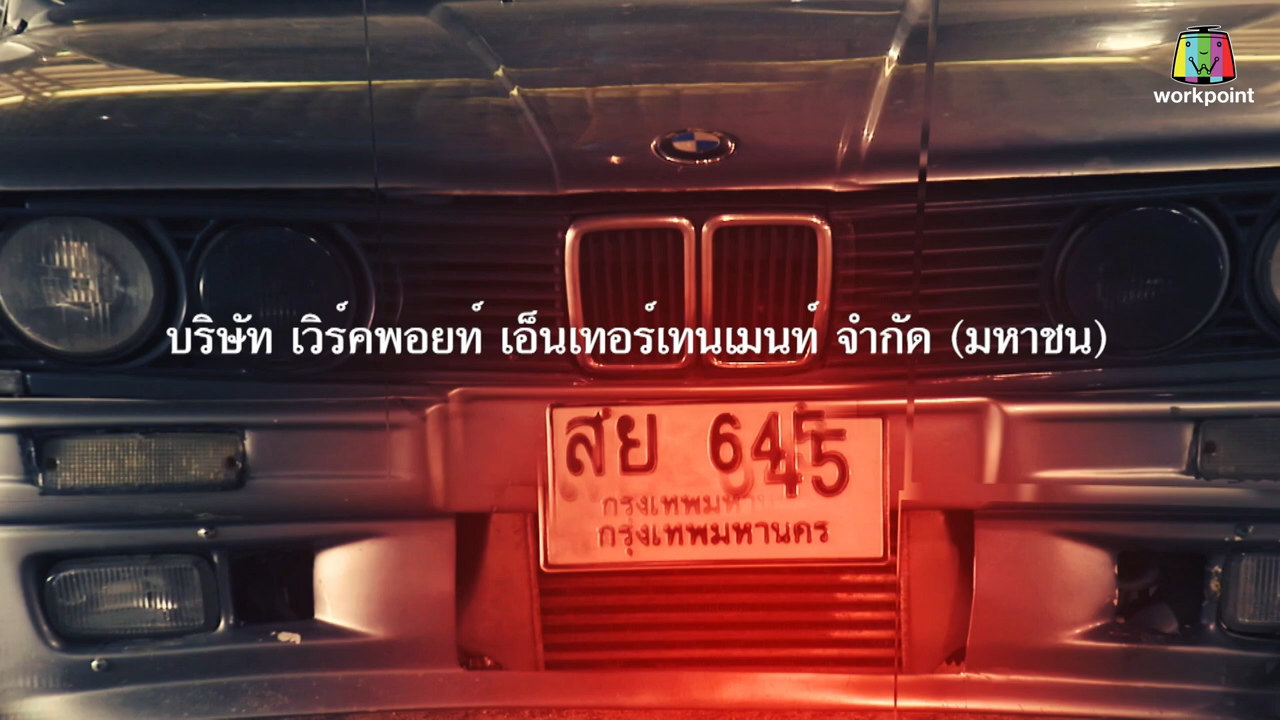 workpoint
บริษัท เวิร์คพอยท์ เอ็นเทอร์เทนเมนท์ จำกัด (มหาชน)
สย 645
กรุงเทพมหานคร